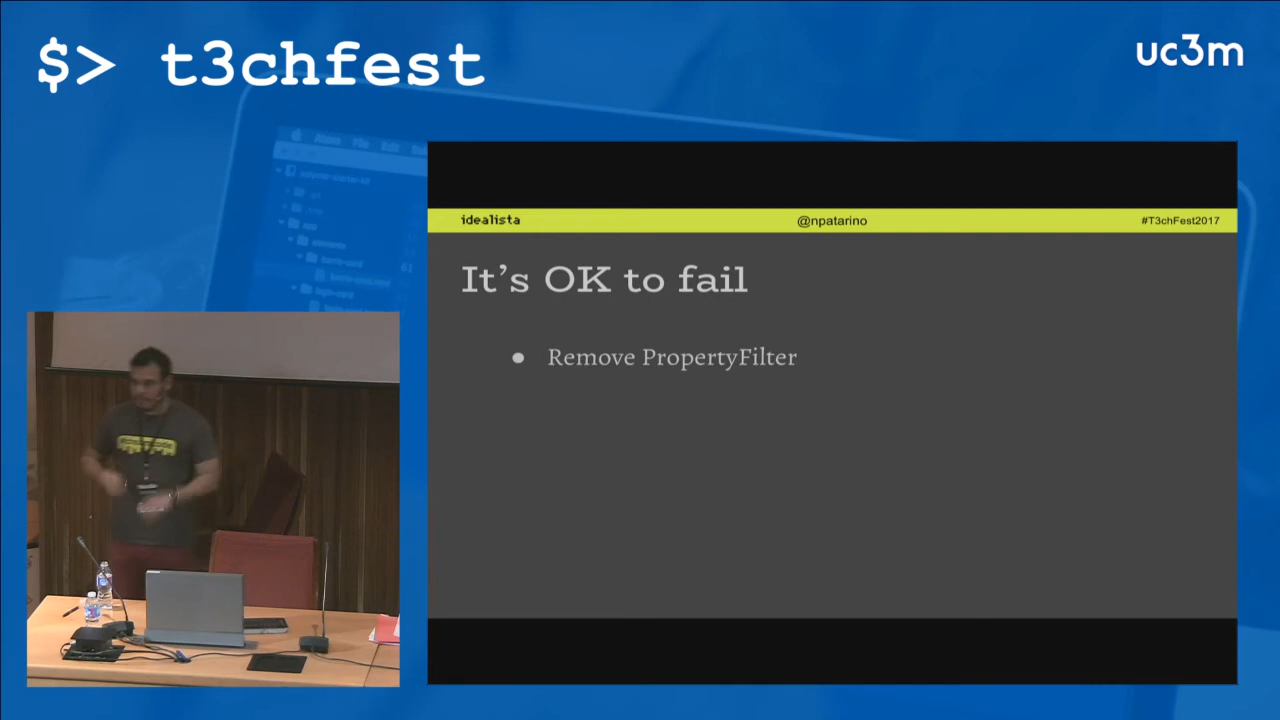 $> t3chfest
uc3m
idealista
@npatarino
#T3chFest2017
It's OK to fail
● Remove PropertyFilter